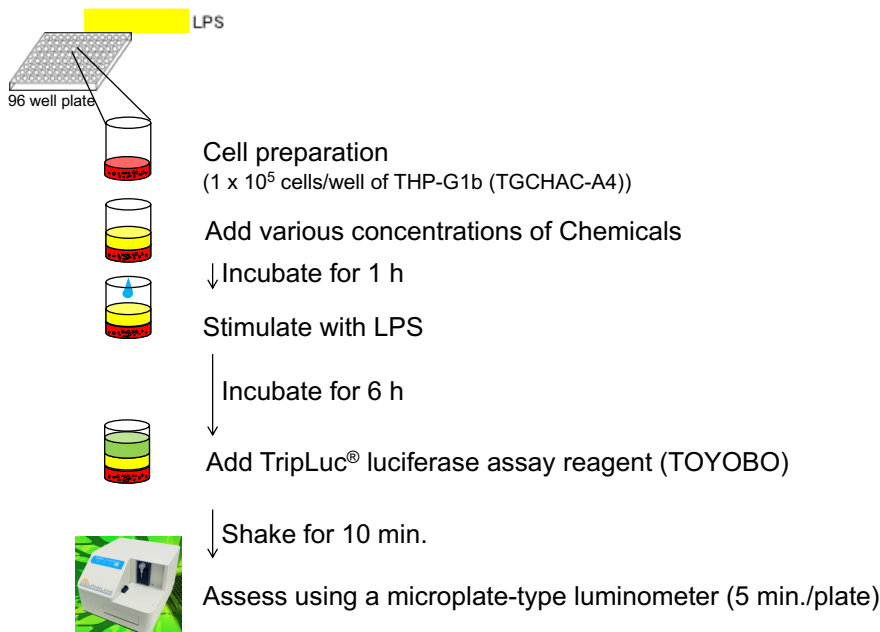 LPS
96 well plate
Cell preparation
(1 x 10⁵ cells/well of THP-G1b (TGCHAC-A4))
Add various concentrations of Chemicals
Incubate for 1 h
Stimulate with LPS
Incubate for 6 h
Add TripLuc® luciferase assay reagent (TOYOBO)
Shake for 10 min.
Assess using a microplate-type luminometer (5 min./plate)